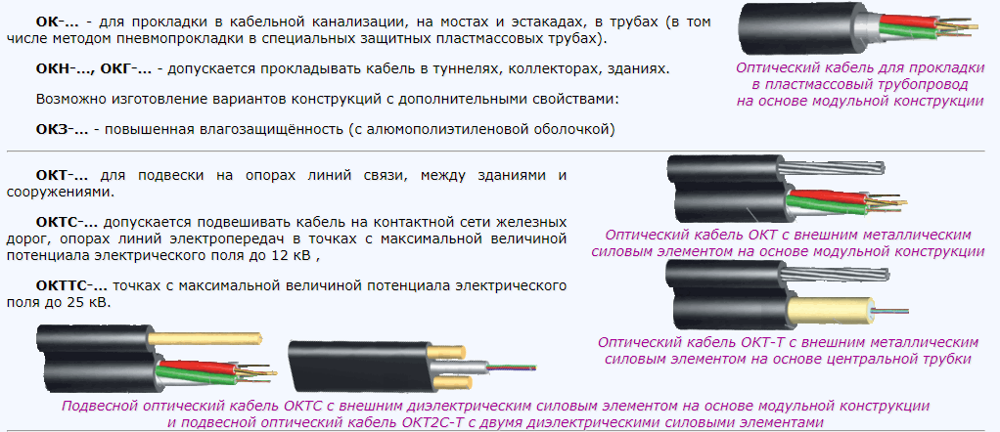 ОК-... - для прокладки в кабельной канализации, на мостах и эстакадах, в трубах (в том
числе методом пневмопрокладки в специальных защитных пластмассовых трубах).
ОКН-..., ОКГ-... - допускается прокладывать кабель в туннелях, коллекторах, зданиях.
Возможно изготовление вариантов конструкций с дополнительными свойствами:
ОКЗ-... - повышенная влагозащищённость (с алюмополиэтиленовой оболочкой)
Оптический кабель для прокладки
в пластмассовый трубопровод
на основе модульной конструкции
ОКТ-... для подвески на опорах линий связи, между зданиями и
сооружениями.
ОКТС-... допускается подвешивать кабель на контактной сети железных
дорог, опорах линий электропередач в точках с максимальной величиной
потенциала электрического поля до 12 кВ ,
ОКТТС-... точках с максимальной величиной потенциала электрического
поля до 25 кВ.
Оптический кабель ОКТ с внешним металлическим
силовым элементом на основе модульной конструкции
Оптический кабель ОКТ-Т с внешним металлическим
силовым элементом на основе центральной трубки
Подвесной оптический кабель ОКТС с внешним диэлектрическим силовым элементом на основе модульной конструкции
и подвесной оптический кабель ОКТ2С-Т с двумя диэлектрическими силовыми элементами